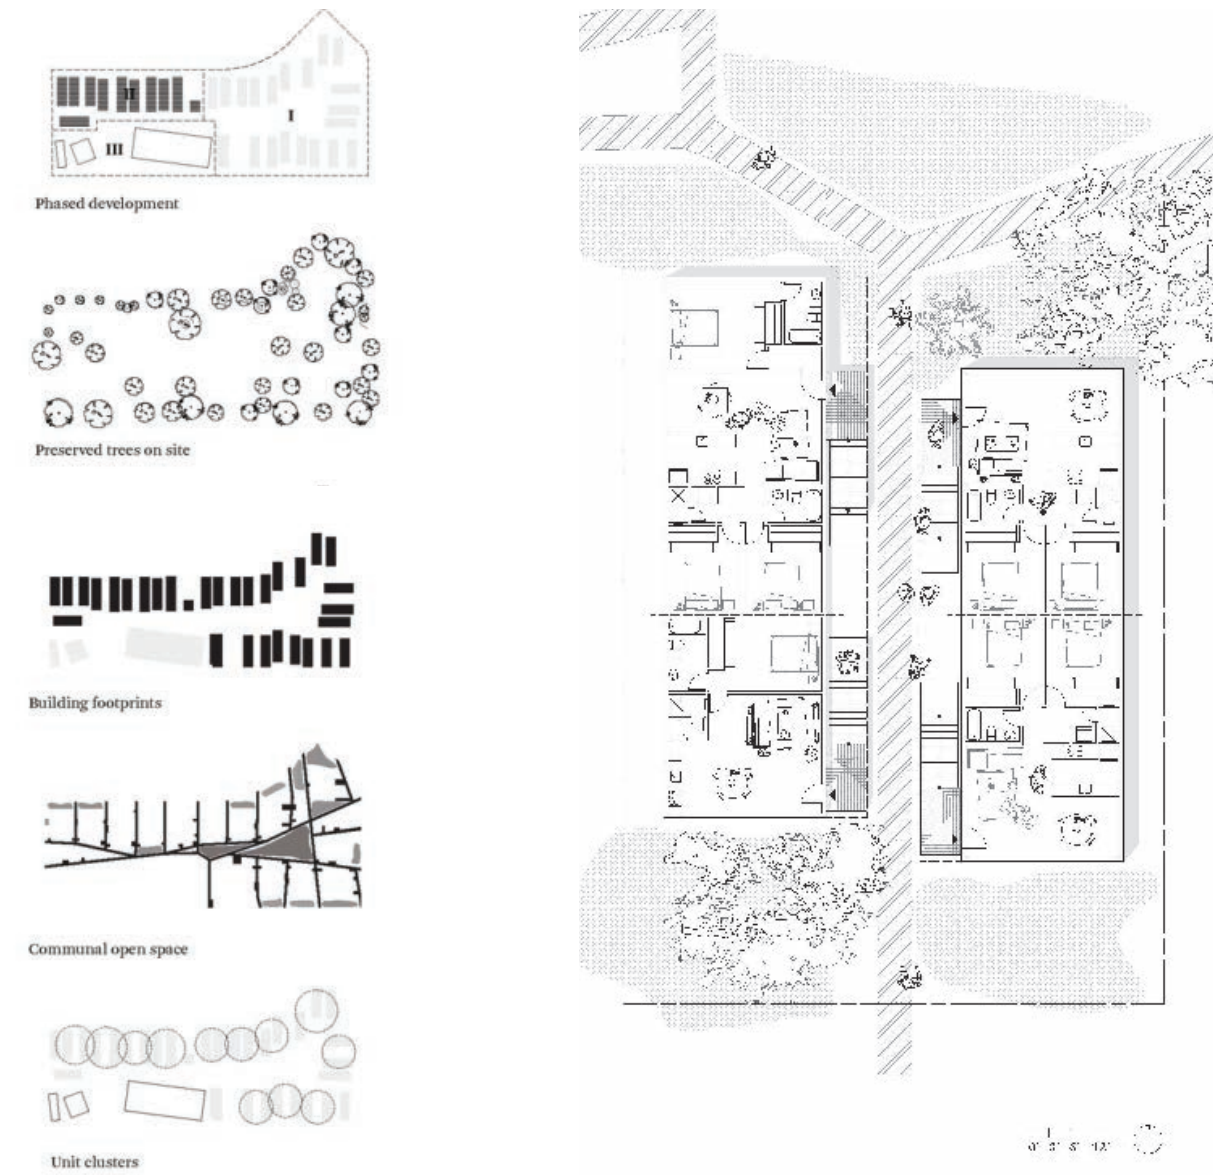 II
I
III
Phased development
Preserved trees on site
Building footprints
Communal open space
Unit clusters